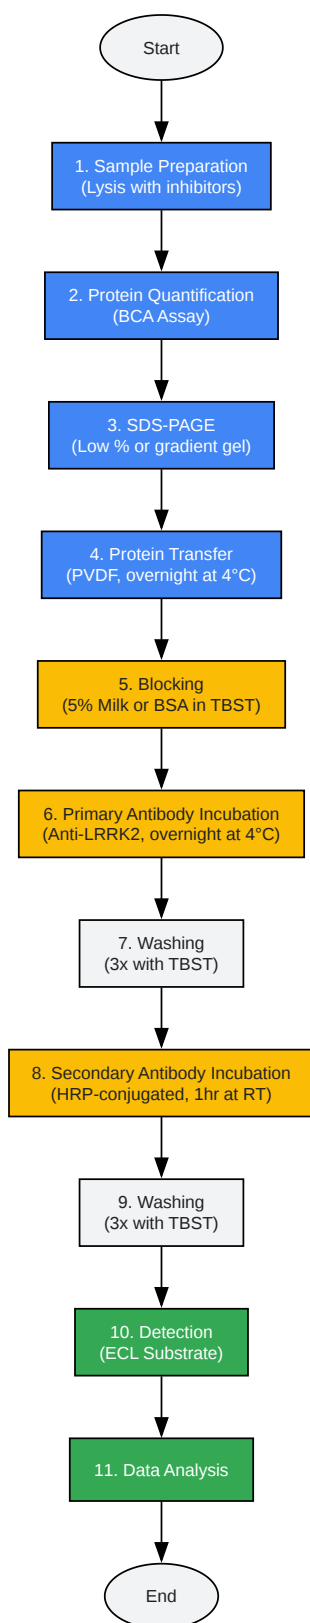 Start
1. Sample Preparation
(Lysis with inhibitors)
2. Protein Quantification
(BCA Assay)
3. SDS-PAGE
(Low % or gradient gel)
4. Protein Transfer
(PVDF, overnight at 4°C)
5. Blocking
(5% Milk or BSA in TBST)
6. Primary Antibody Incubation
(Anti-LRRK2, overnight at 4°C)
7. Washing
(3x with TBST)
8. Secondary Antibody Incubation
(HRP-conjugated, 1hr at RT)
9. Washing
(3x with TBST)
10. Detection
(ECL Substrate)
11. Data Analysis
End